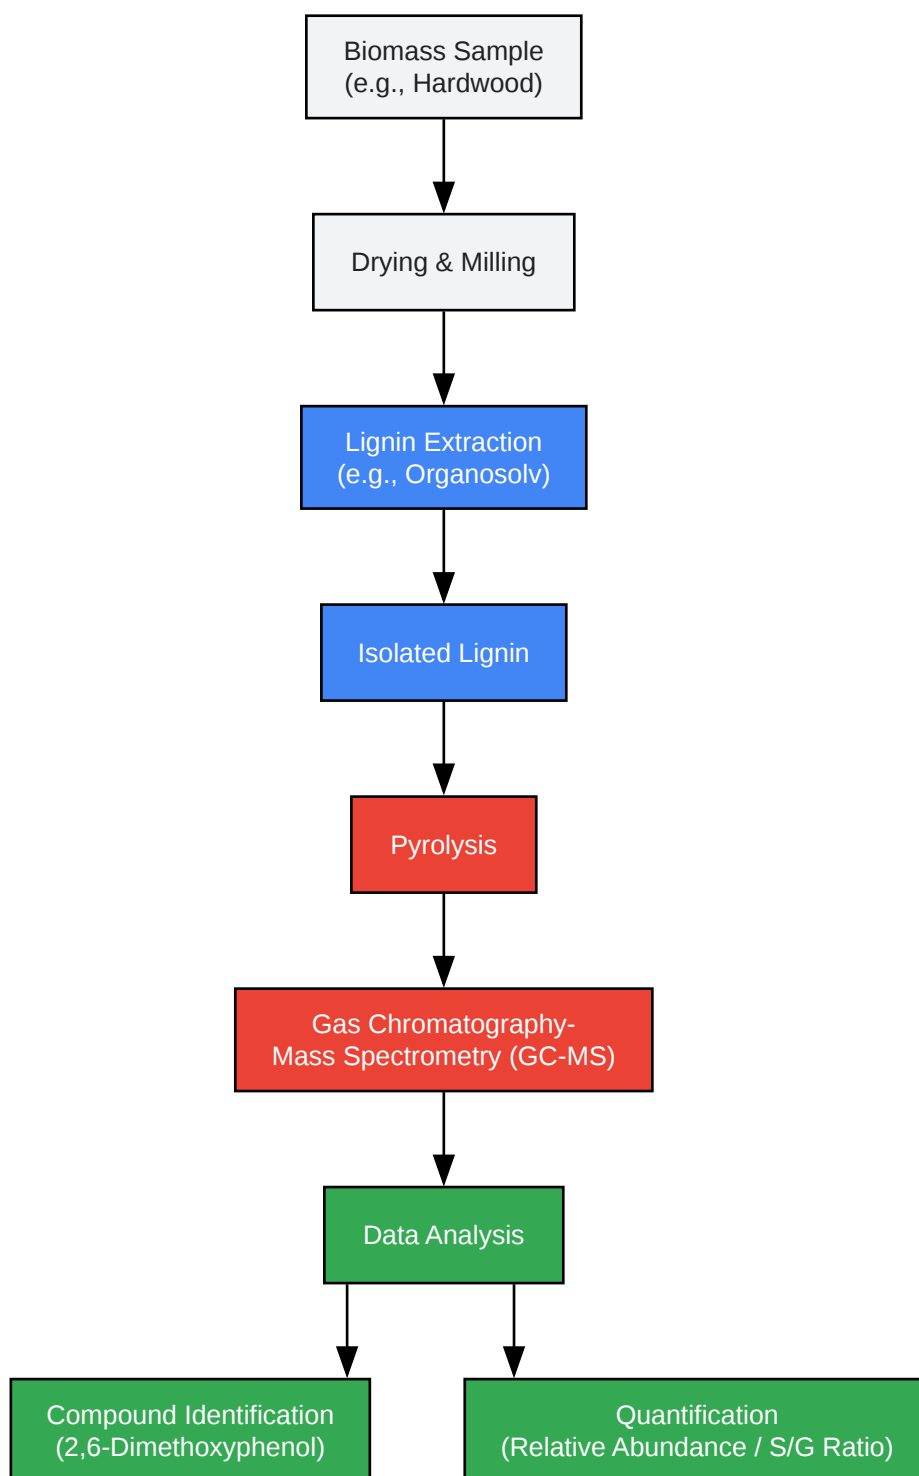 Biomass Sample
(e.g., Hardwood)
Drying & Milling
Lignin Extraction
(e.g., Organosolv)
Isolated Lignin
Pyrolysis
Gas Chromatography-
Mass Spectrometry (GC-MS)
Data Analysis
Compound Identification
(2,6-Dimethoxyphenol)
Quantification
(Relative Abundance / S/G Ratio)